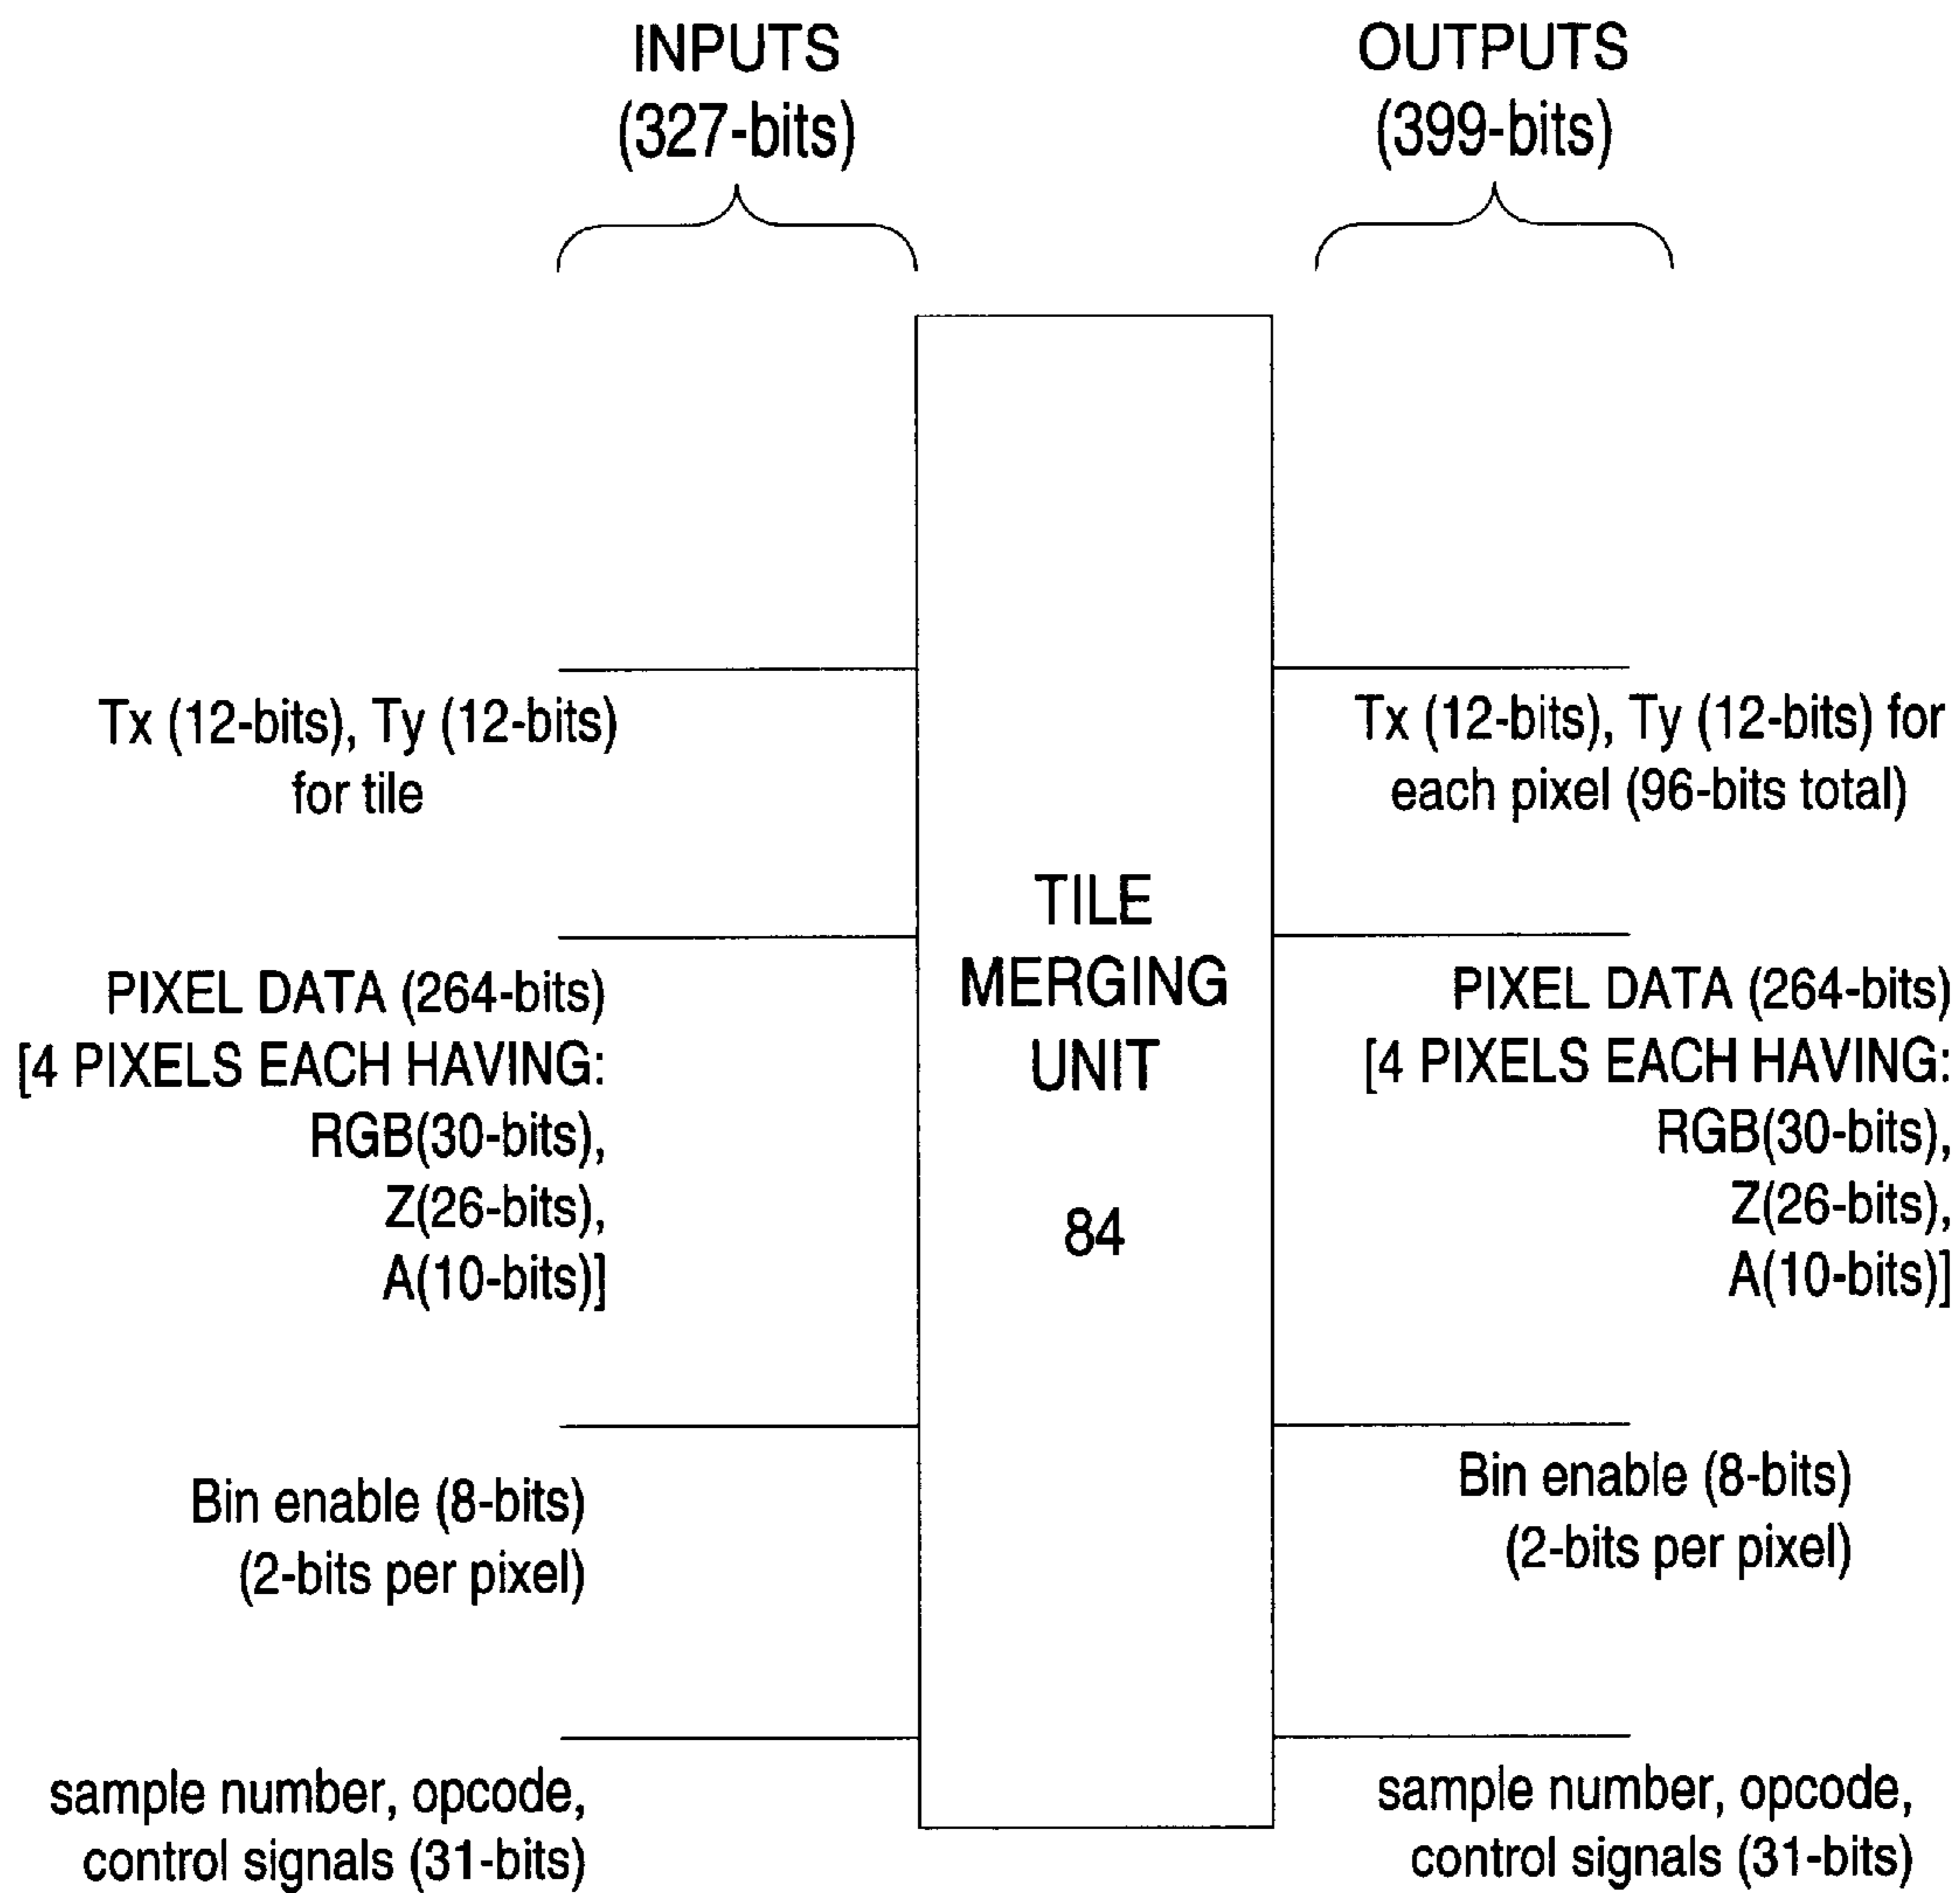 INPUTS
(327-bits)
OUTPUTS
(399-bits)
Tx (12-bits), Ty (12-bits)
for tile
PIXEL DATA (264-bits)
[4 PIXELS EACH HAVING:
RGB(30-bits),
Z(26-bits),
A(10-bits)]
Bin enable (8-bits)
(2-bits per pixel)
sample number, opcode,
control signals (31-bits)
TILE
MERGING
UNIT
84
Tx (12-bits), Ty (12-bits) for
each pixel (96-bits total)
PIXEL DATA (264-bits)
[4 PIXELS EACH HAVING:
RGB(30-bits),
Z(26-bits),
A(10-bits)]
Bin enable (8-bits)
(2-bits per pixel)
sample number, opcode,
control signals (31-bits)